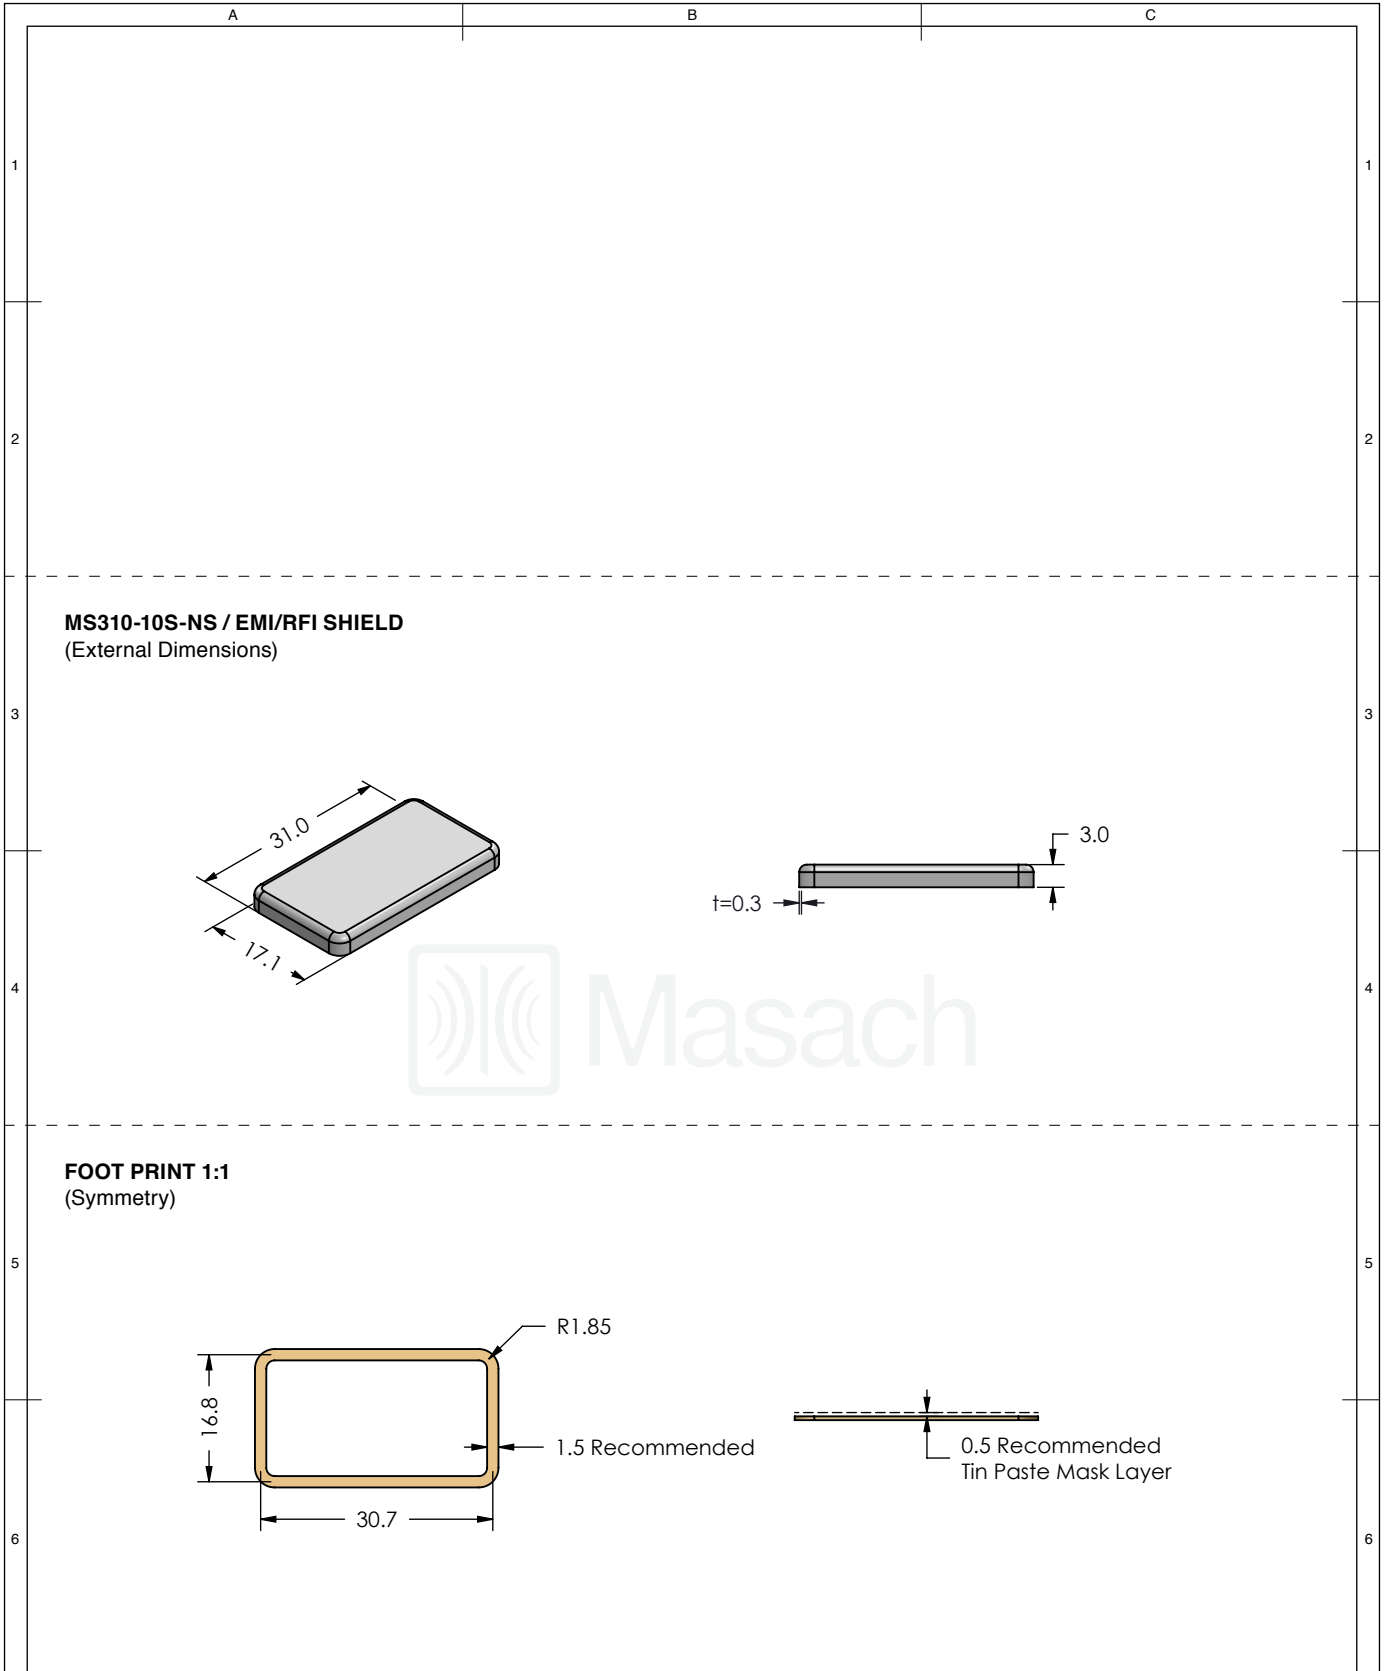 A B C
1 1
2 2
MS310-10S-NS / EMI/RFI SHIELD
(External Dimensions)
3 3
31.0
17.1
3.0
t=0.3
Masach
4 4
FOOT PRINT 1:1
(Symmetry)
5 5
R1.85
16.8
1.5 Recommended
30.7
0.5 Recommended
Tin Paste Mask Layer
6 6